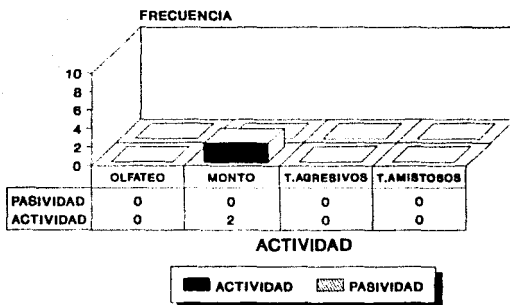 FRECUENCIA
10
8
6
4
2
0
OLFATEO MONTO T.AGRESIVOS T.AMISTOSOS
PASIVIDAD 0 0 0 0
ACTIVIDAD 0 2 0 0
ACTIVIDAD
ACTIVIDAD PASIVIDAD